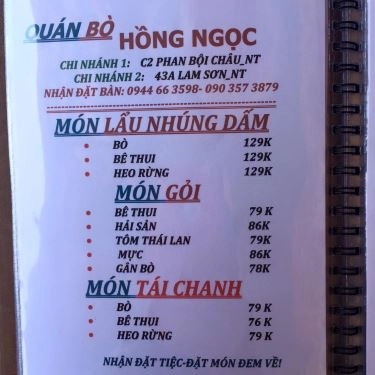 QUÁN BÒ HỒNG NGỌC
CHI NHÁNH 1: C2 PHAN BỘI CHÂU_NT
CHI NHÁNH 2: 43A LAM SƠN_NT
NHẬN ĐẶT BÀN: 0944 66 3598- 090 357 3879
MÓN LẨU NHÚNG DẤM
BÒ 129K
BÊ THUI 129K
HEO RỪNG 129K
MÓN GỎI
BÊ THUI 79 K
HẢI SẢN 86K
TÔM THÁI LAN 79K
MỰC 86K
GÂN BÒ 78K
MÓN TÁI CHANH
BÒ 79 K
BÊ THUI 76 K
HEO RỪNG 79 K
NHẬN ĐẶT TIỆC-ĐẶT MÓN ĐEM VỀ!